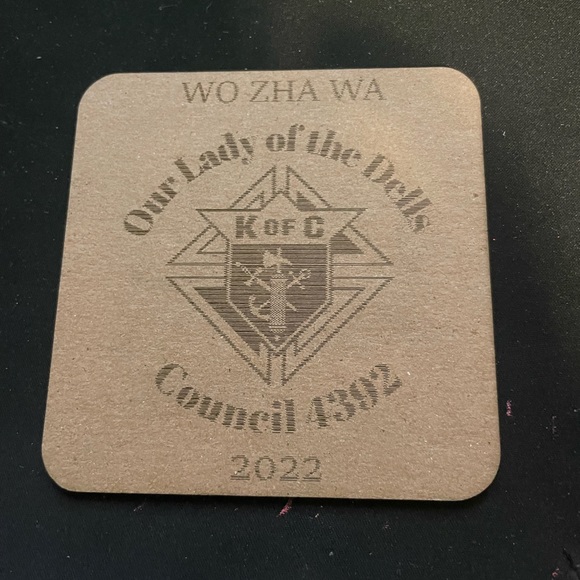 WO ZHA WA
Our Lady of the Dells
K OF C
Council 4392
2022